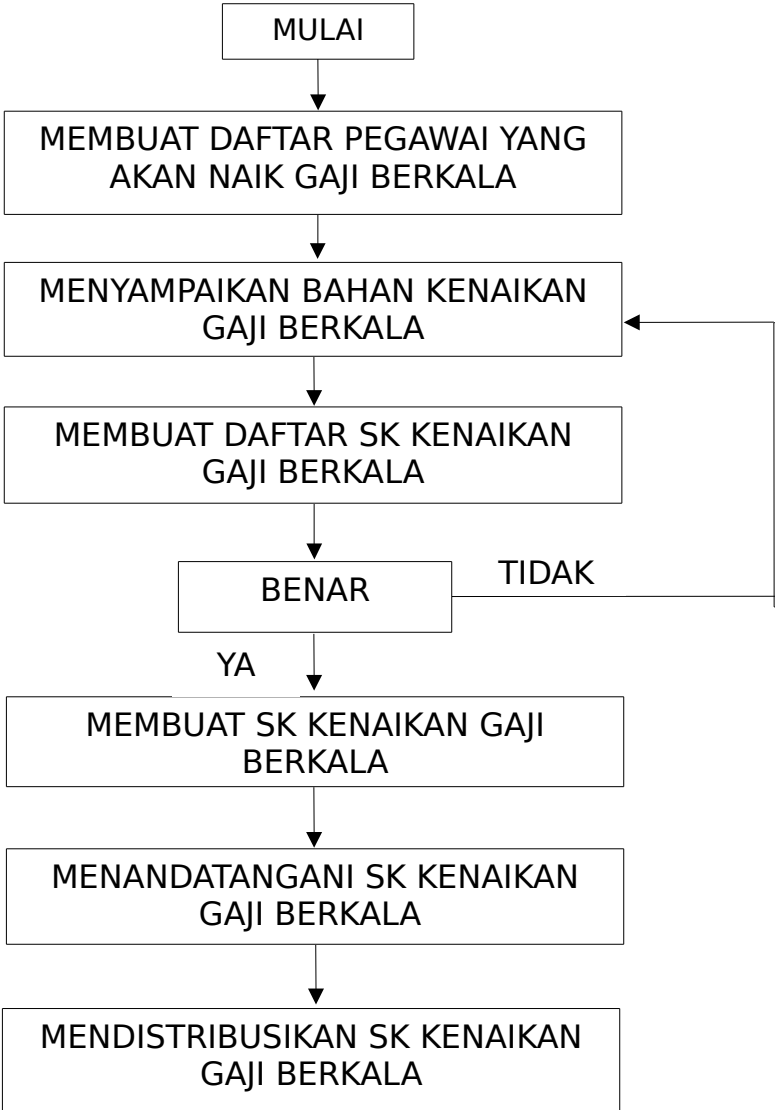 MULAI
MEMBUAT DAFTAR PEGAWAI YANG
AKAN NAIK GAJI BERKALA
MENYAMPAIKAN BAHAN KENAIKAN
GAJI BERKALA
MEMBUAT DAFTAR SK KENAIKAN
GAJI BERKALA
BENAR
TIDAK
YA
MEMBUAT SK KENAIKAN GAJI
BERKALA
MENANDATANGANI SK KENAIKAN
GAJI BERKALA
MENDISTRIBUSIKAN SK KENAIKAN
GAJI BERKALA